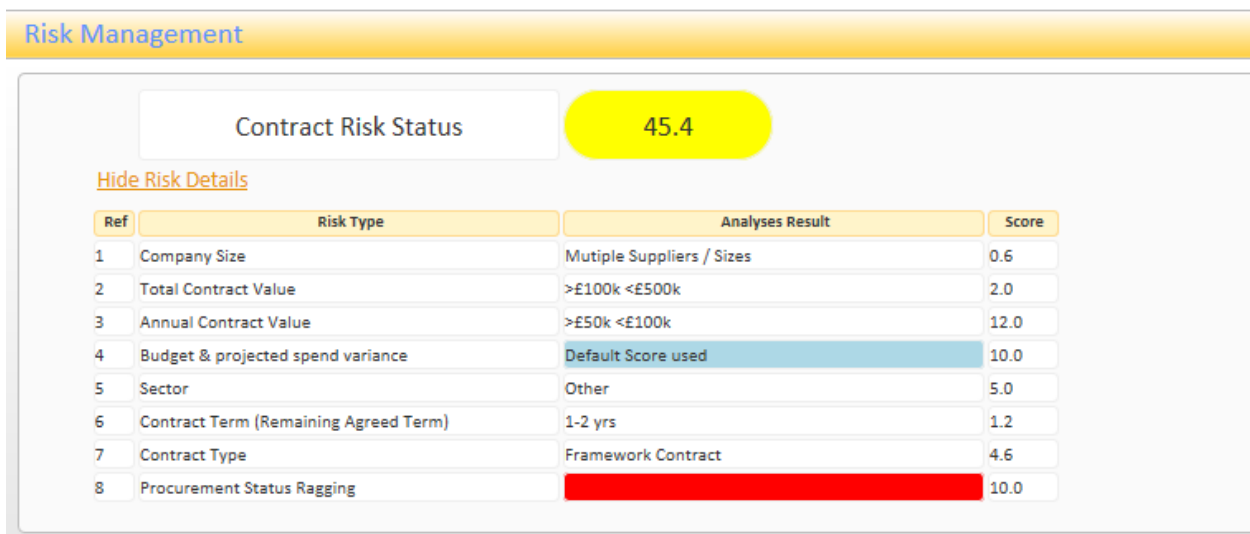 Risk Management
Contract Risk Status 45.4
Hide Risk Details
Ref Risk Type Analyses Result Score
1 Company Size Mutiple Suppliers / Sizes 0.6
2 Total Contract Value >£100k <£500k 2.0
3 Annual Contract Value >£50k <£100k 12.0
4 Budget & projected spend variance Default Score used 10.0
5 Sector Other 5.0
6 Contract Term (Remaining Agreed Term) 1-2 yrs 1.2
7 Contract Type Framework Contract 4.6
8 Procurement Status Ragging 10.0